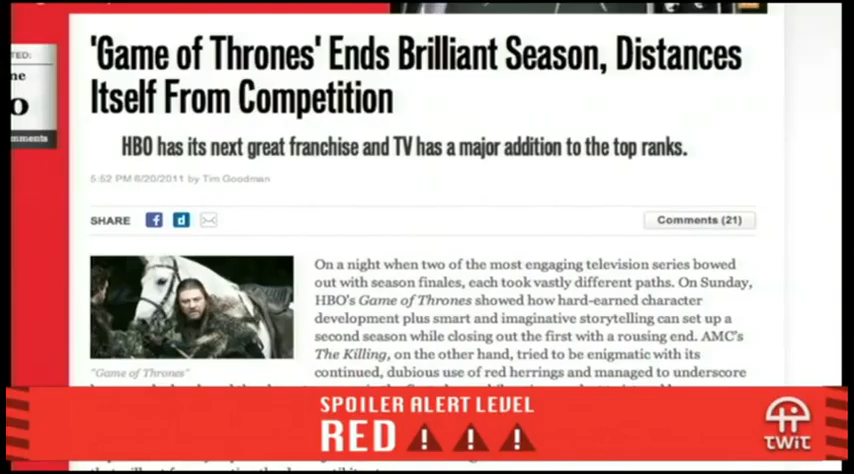 TED:
ne
o
mments
'Game of Thrones' Ends Brilliant Season, Distances
Itself From Competition
HBO has its next great franchise and TV has a major addition to the top ranks.
5:52 PM 6/20/2011 by Tim Goodman
SHARE f d
Comments (21)
On a night when two of the most engaging television series bowed
out with season finales, each took vastly different paths. On Sunday,
HBO's Game of Thrones showed how hard-earned character
development plus smart and imaginative storytelling can set up a
second season while closing out the first with a rousing end. AMC's
The Killing, on the other hand, tried to be enigmatic with its
continued, dubious use of red herrings and managed to underscore
"Game of Thrones"
SPOILER ALERT LEVEL
RED
TWiT